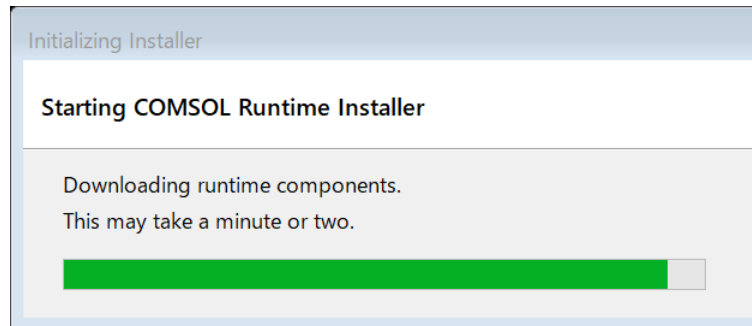 Initializing Installer
Starting COMSOL Runtime Installer
Downloading runtime components.
This may take a minute or two.